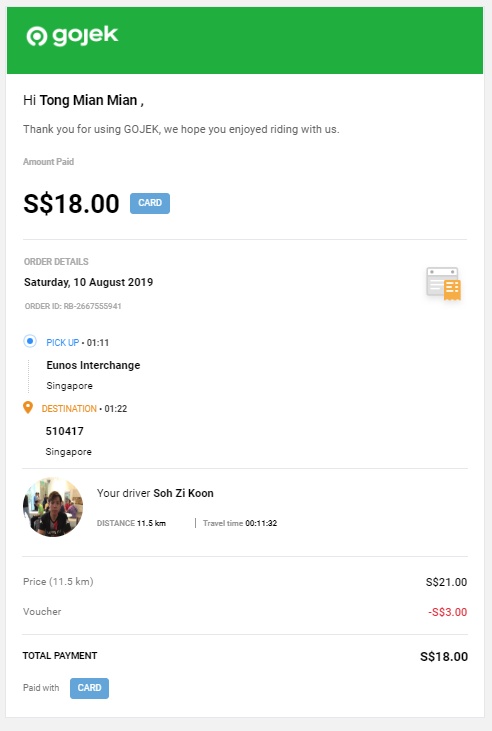 gojek
Hi Tong Mian Mian ,
Thank you for using GOJEK, we hope you enjoyed riding with us.
Amount Paid
S$18.00 CARD
ORDER DETAILS
Saturday, 10 August 2019
ORDER ID: RB-2667555941
PICK UP • 01:11
Eunos Interchange
Singapore
DESTINATION • 01:22
510417
Singapore
Your driver Soh Zi Koon
DISTANCE 11.5 km | Travel time 00:11:32
Price (11.5 km) S$21.00
Voucher -S$3.00
TOTAL PAYMENT S$18.00
Paid with CARD